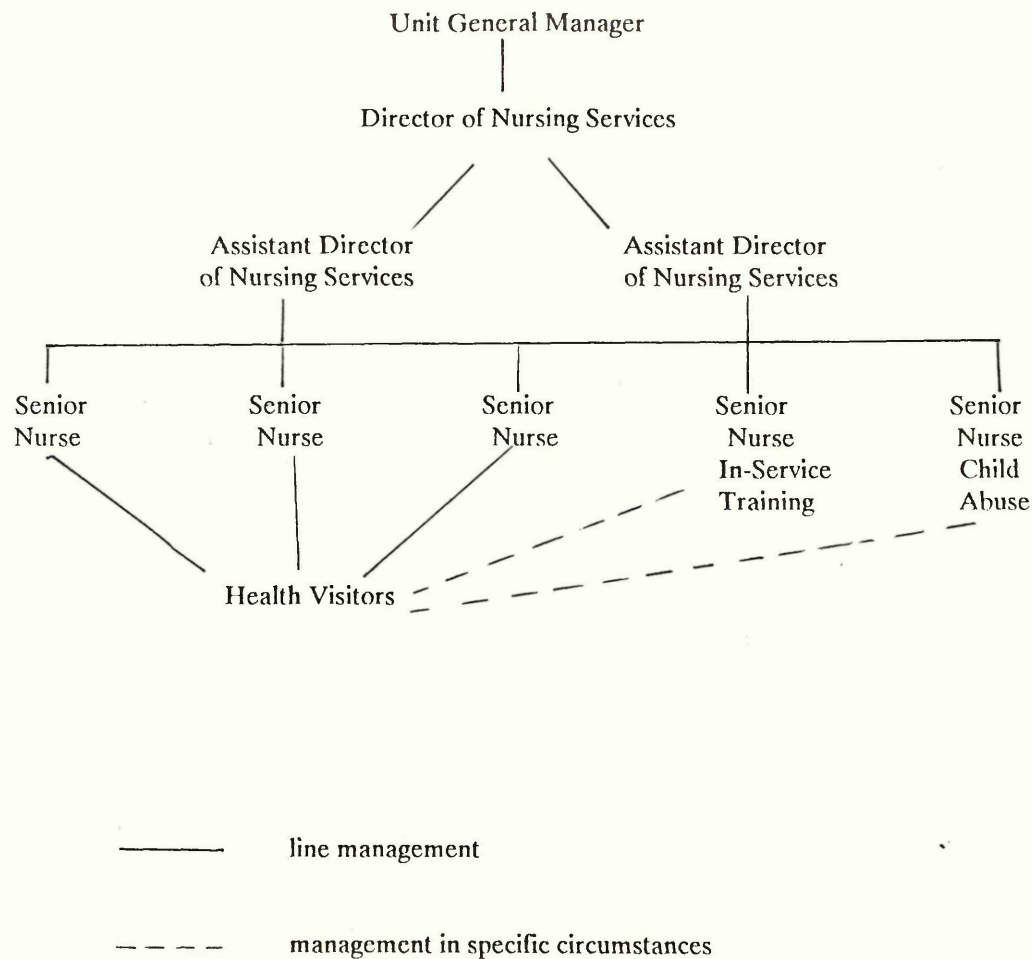 Unit General Manager
Director of Nursing Services
Assistant Director
of Nursing Services
Assistant Director
of Nursing Services
Senior
Nurse
Senior
Nurse
Senior
Nurse
Senior
Nurse
In-Service
Training
Senior
Nurse
Child
Abuse
Health Visitors
line management
management in specific circumstances